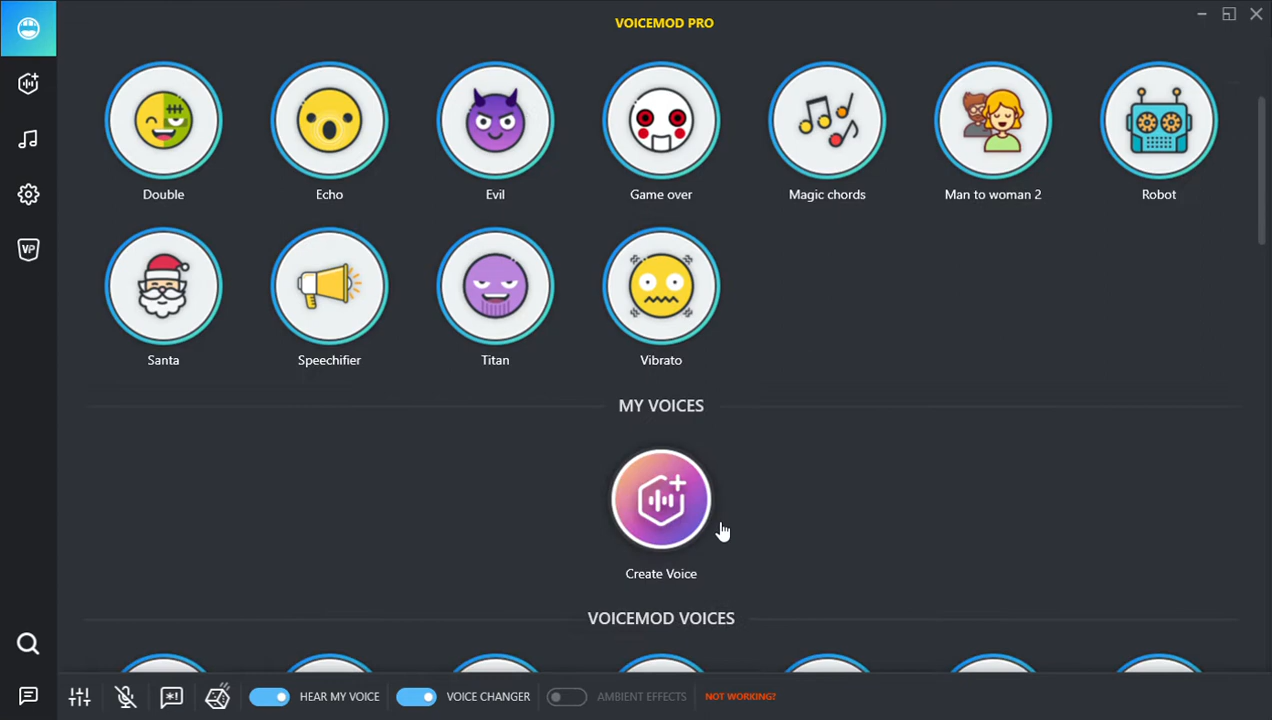 VOICEMOD PRO
Double Echo Evil Game over Magic chords Man to woman 2 Robot
VP
Santa Speechifier Titan Vibrato
MY VOICES
Create Voice
VOICEMOD VOICES
*! HEAR MY VOICE VOICE CHANGER AMBIENT EFFECTS NOT WORKING?